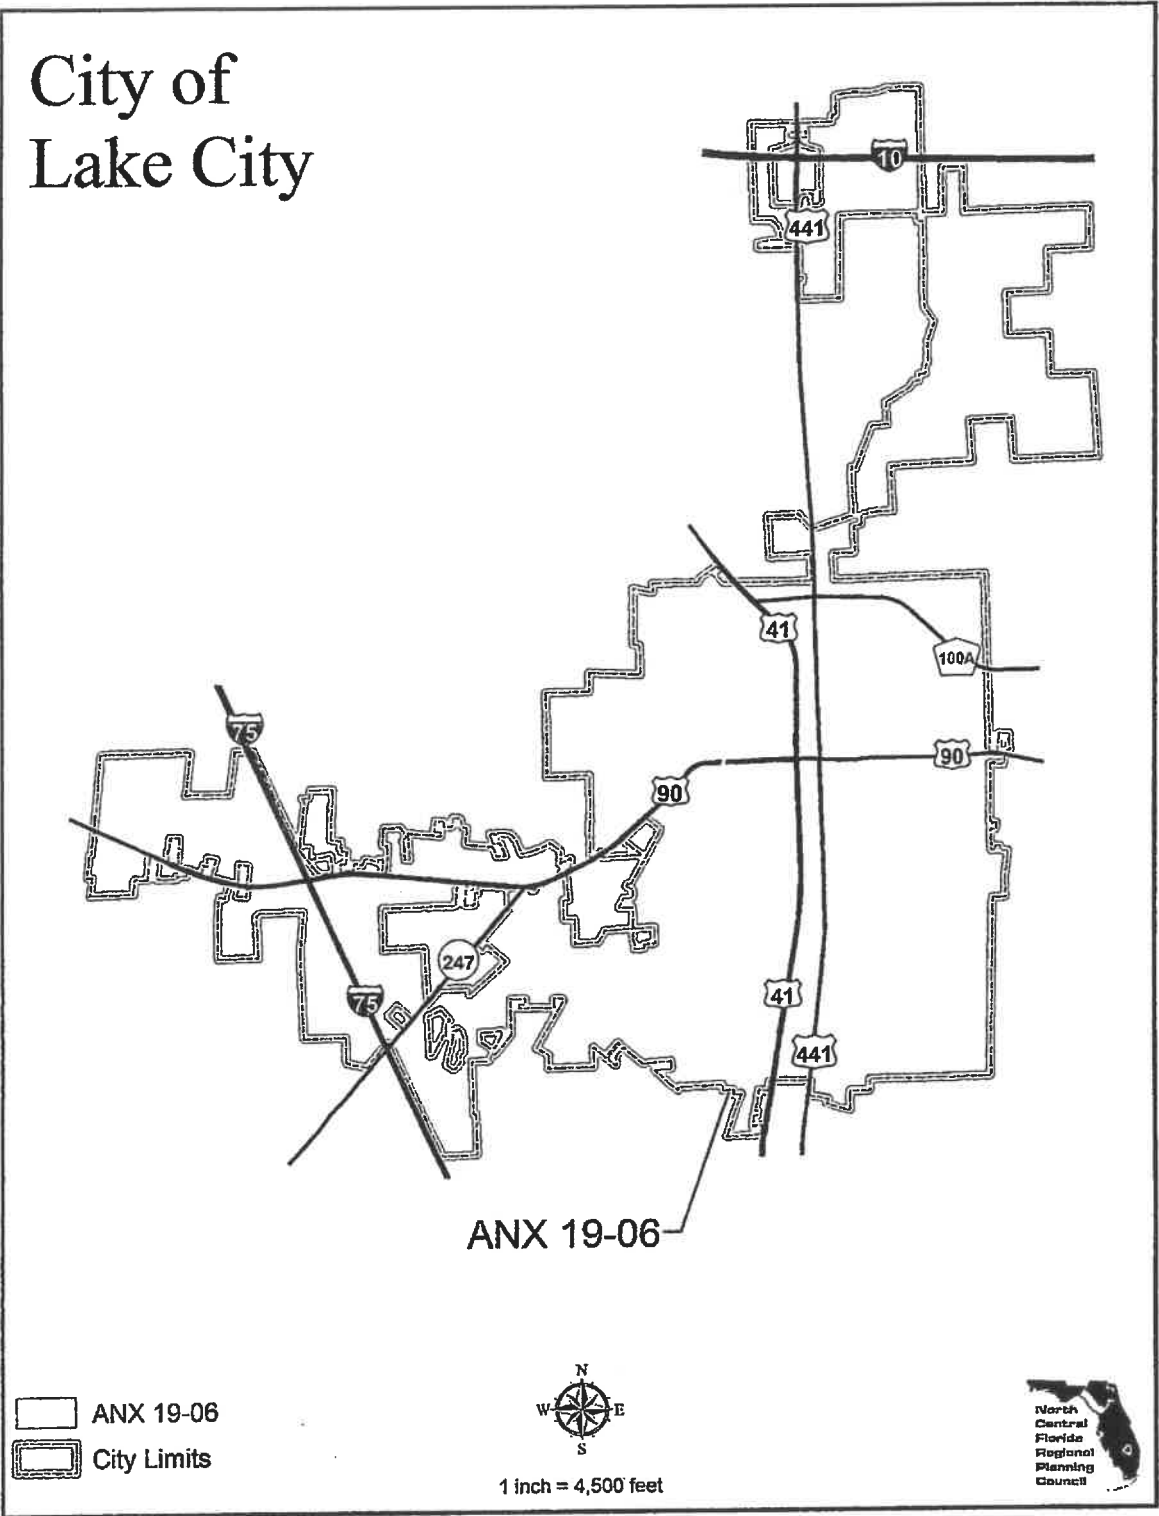 City of
Lake City
10
441
41
100A
75
90
90
247
75
41
441
ANX 19-06
ANX 19-06
City Limits
N
W E
S
1 inch = 4,500 feet
North
Central
Florida
Regional
Planning
Council